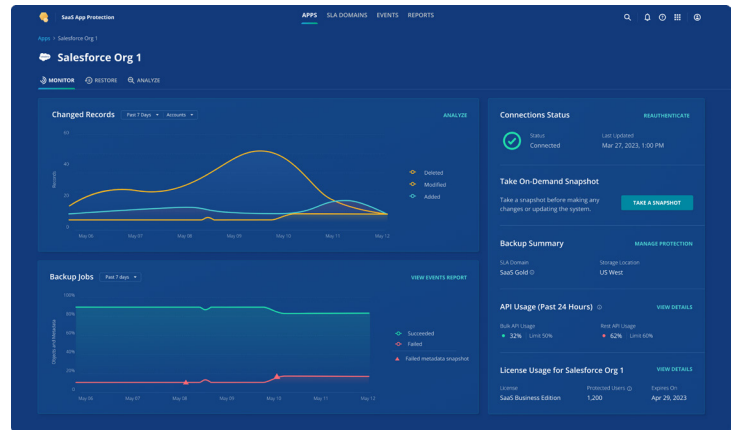 SaaS App Protection
APPS SLA DOMAINS EVENTS REPORTS
Apps > Salesforce Org 1
Salesforce Org 1
MONITOR RESTORE ANALYZE
Changed Records Past 7 Days Accounts ANALYZE
60
40
20
0
Records
Deleted
Modified
Added
May 06 May 07 May 08 May 09 May 10 May 11 May 12
Backup Jobs Past 7 days VIEW EVENTS REPORT
100%
80%
60%
40%
20%
0
Objects and Metadata
Succeeded
Failed
Failed metadata snapshot
May 06 May 07 May 08 May 09 May 10 May 11 May 12
Connections Status REAUTHENTICATE
Status Last Updated
Connected Mar 27, 2023, 1:00 PM
Take On-Demand Snapshot
Take a snapshot before making any
changes or updating the system.
TAKE A SNAPSHOT
Backup Summary MANAGE PROTECTION
SLA Domain Storage Location
SaaS Gold US West
API Usage (Past 24 Hours) VIEW DETAILS
Bulk API Usage Rest API Usage
32% Limit 50% 62% Limit 60%
License Usage for Salesforce Org 1 VIEW DETAILS
License Protected Users Expires On
SaaS Business Edition 1,200 Apr 29, 2023